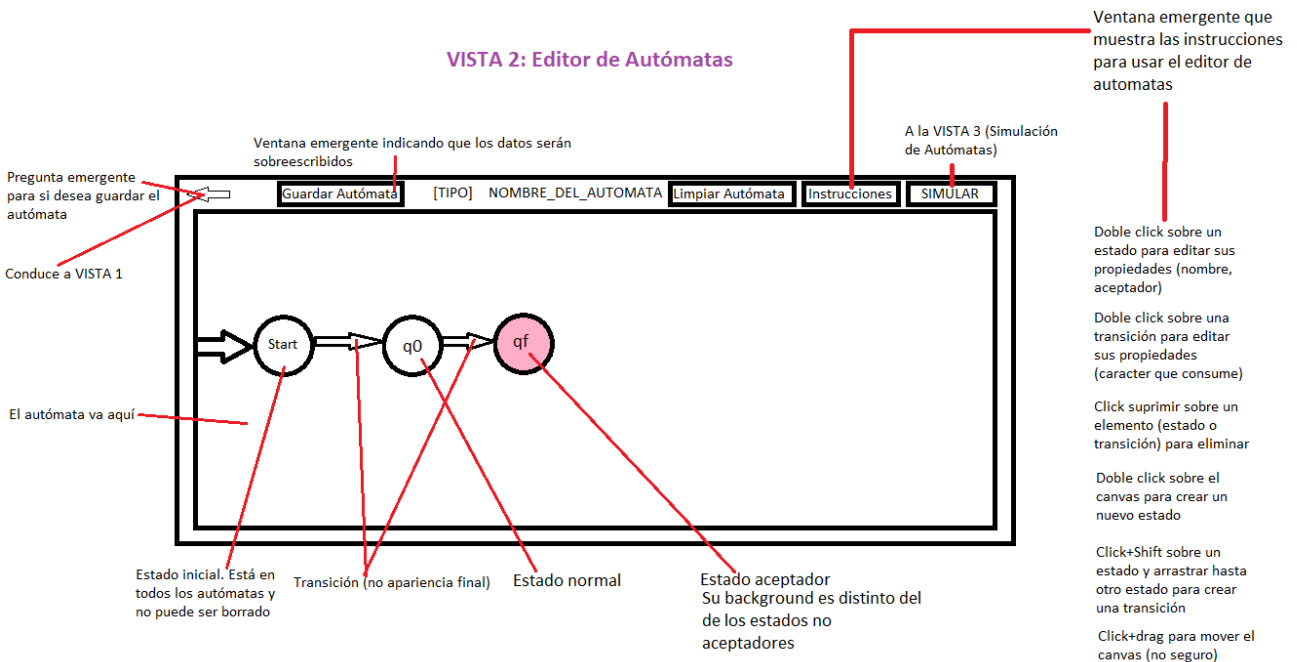 Ventana emergente que
muestra las instrucciones
para usar el editor de
automatas
VISTA 2: Editor de Autómatas
Ventana emergente indicando que los datos serán
sobreescribidos
A la VISTA 3 (Simulación
de Autómatas)
Pregunta emergente
para si desea guardar el
autómata
Guardar Autómata
[TIPO]
NOMBRE_DEL_AUTOMATA
Limpiar Autómata
Instrucciones
SIMULAR
Conduce a VISTA 1
Start
q0
qf
El autómata va aquí
Estado inicial. Está en
todos los autómatas y
no puede ser borrado
Transición (no apariencia final)
Estado normal
Estado aceptador
Su background es distinto del
de los estados no
aceptadores
Doble click sobre un
estado para editar sus
propiedades (nombre,
aceptador)
Doble click sobre una
transición para editar
sus propiedades
(caracter que consume)
Click suprimir sobre un
elemento (estado o
transición) para eliminar
Doble click sobre el
canvas para crear un
nuevo estado
Click+Shift sobre un
estado y arrastrar hasta
otro estado para crear
una transición
Click+drag para mover el
canvas (no seguro)